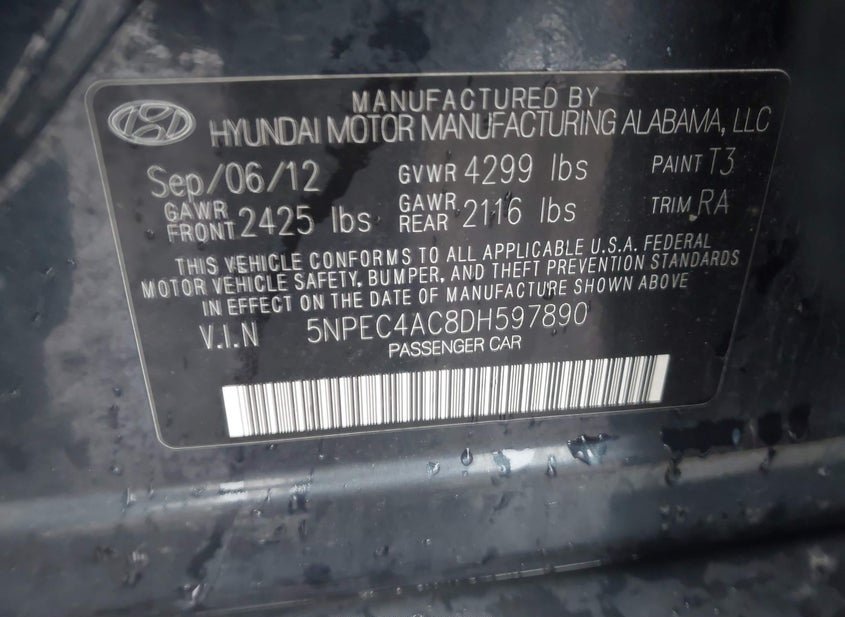 MANUFACTURED BY
HYUNDAI MOTOR MANUFACTURING ALABAMA, LLC
Sep/06/12 GVWR 4299 lbs PAINT T3
GAWR FRONT 2425 lbs GAWR REAR 2116 lbs TRIM RA
THIS VEHICLE CONFORMS TO ALL APPLICABLE U.S.A. FEDERAL
MOTOR VEHICLE SAFETY, BUMPER, AND THEFT PREVENTION STANDARDS
IN EFFECT ON THE DATE OF MANUFACTURE SHOWN ABOVE
V.I.N 5NPEC4AC8DH597890
PASSENGER CAR